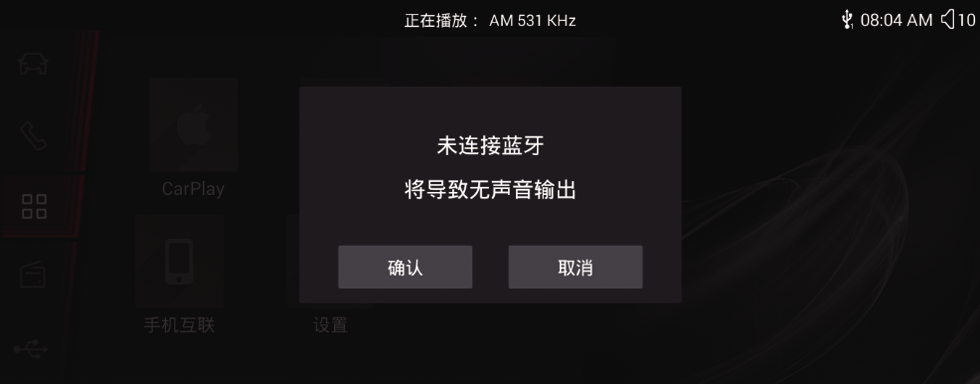 正在播放： AM 531 KHz
08:04 AM 10
未连接蓝牙
将导致无声音输出
确认 取消
CarPlay
手机互联 设置